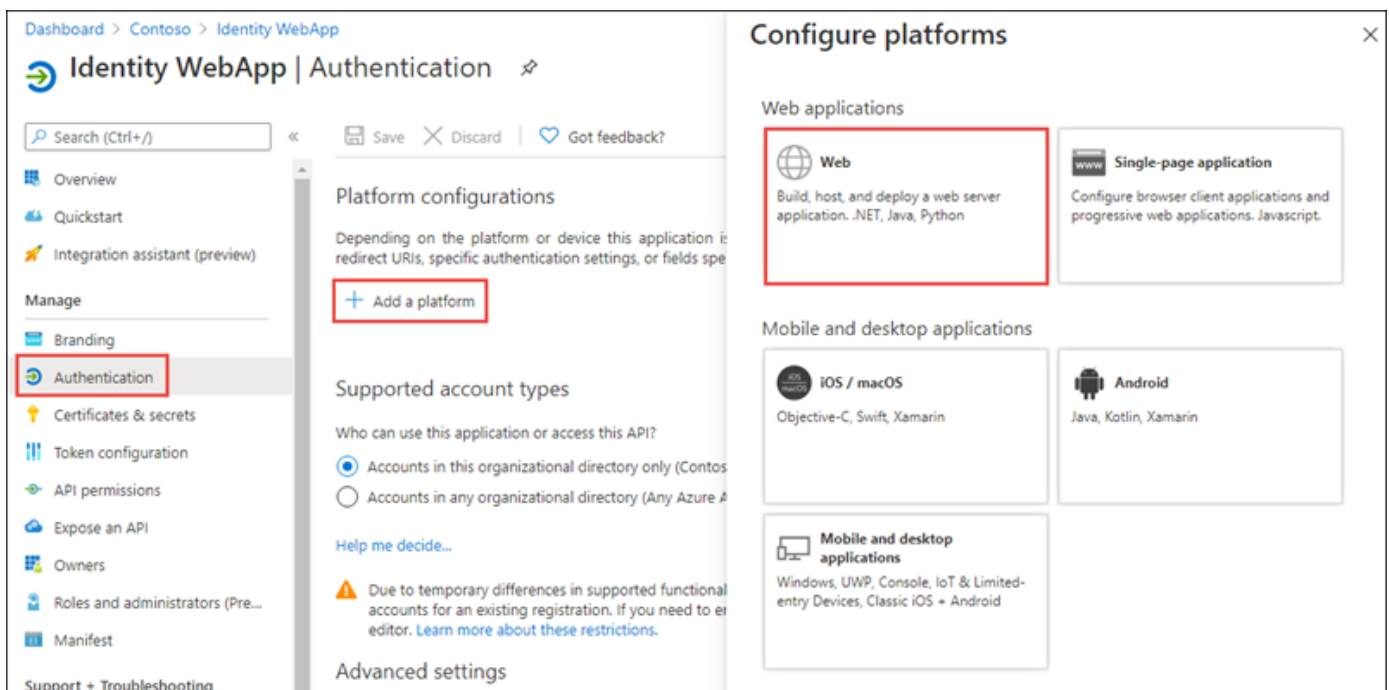 Dashboard > Contoso > Identity WebApp
Identity WebApp | Authentication
Search (Ctrl+/)
«
Overview
Quickstart
Integration assistant (preview)
Manage
Branding
Authentication
Certificates & secrets
Token configuration
API permissions
Expose an API
Owners
Roles and administrators (Pre...
Manifest
Support + Troubleshooting
Save
Discard
Got feedback?
Platform configurations
Depending on the platform or device this application i
redirect URIs, specific authentication settings, or fields spe
+ Add a platform
Supported account types
Who can use this application or access this API?
Accounts in this organizational directory only (Contos
Accounts in any organizational directory (Any Azure A
Help me decide...
Due to temporary differences in supported functional
accounts for an existing registration. If you need to e
editor. Learn more about these restrictions.
Advanced settings
Configure platforms
Web applications
Web
Build, host, and deploy a web server
application. .NET, Java, Python
www
Single-page application
Configure browser client applications and
progressive web applications. Javascript.
Mobile and desktop applications
iOS
macOS
iOS / macOS
Objective-C, Swift, Xamarin
Android
Java, Kotlin, Xamarin
Mobile and desktop
applications
Windows, UWP, Console, IoT & Limited-
entry Devices, Classic iOS + Android